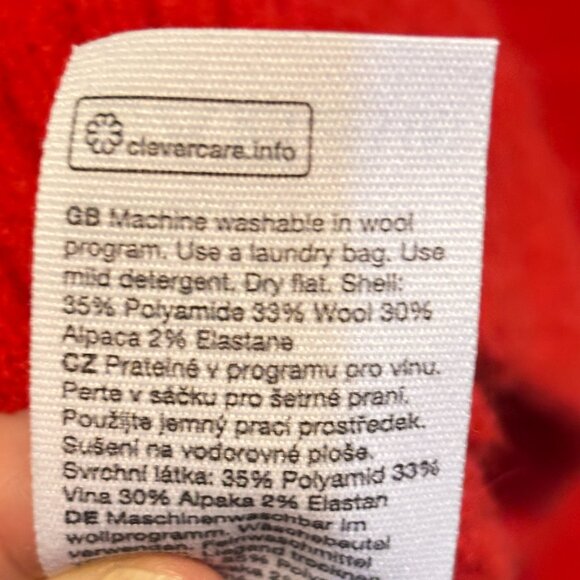 clevercare.info
GB Machine washable in wool
program. Use a laundry bag. Use
mild detergent. Dry flat. Shell:
35% Polyamide 33% Wool 30%
Alpaca 2% Elastane
CZ Pratelné v programu pro vlnu.
Perte v sáčku pro šetrné praní.
Použijte jemný prací prostředek.
Sušení na vodorovné ploše.
Svrchní látka: 35% Polyamid 33%
Vlna 30% Alpaka 2% Elastan
DE Maschinenwaschbar im
wollprogramm. Waschebeutel
verwenden. Feinwaschmittel